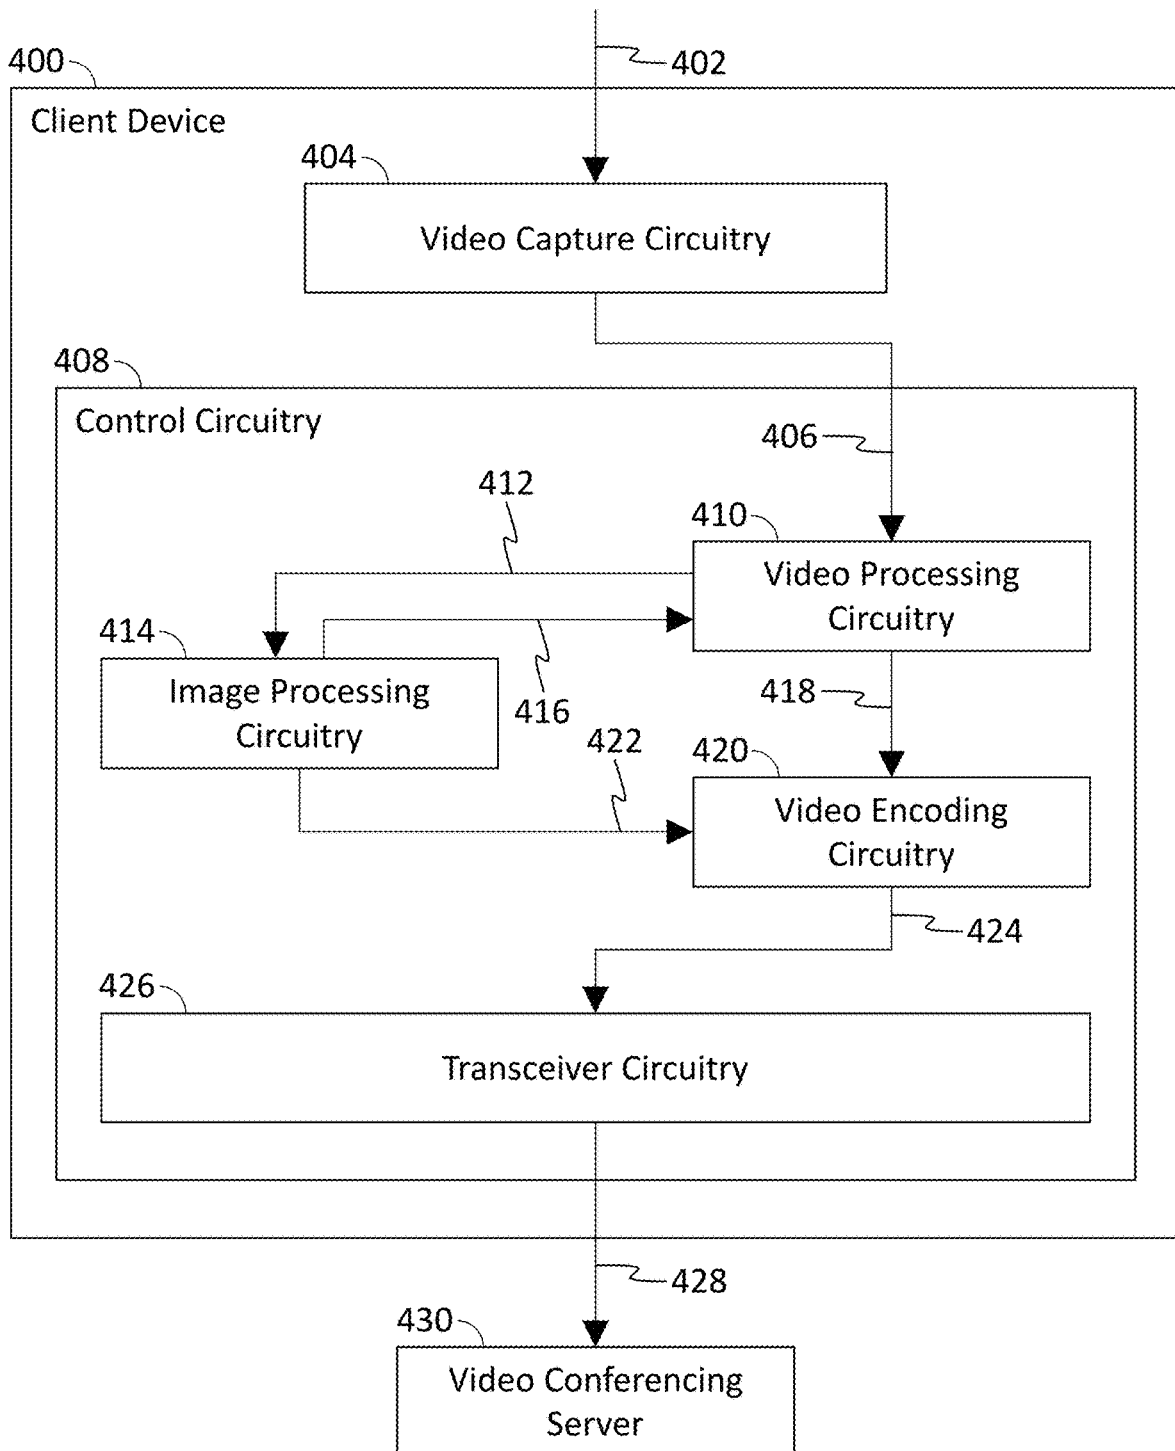 402
400
Client Device
404
Video Capture Circuitry
408
Control Circuitry
406
412
410
Video Processing
Circuitry
414
Image Processing
Circuitry
416
418
422
420
Video Encoding
Circuitry
424
426
Transceiver Circuitry
428
430
Video Conferencing
Server